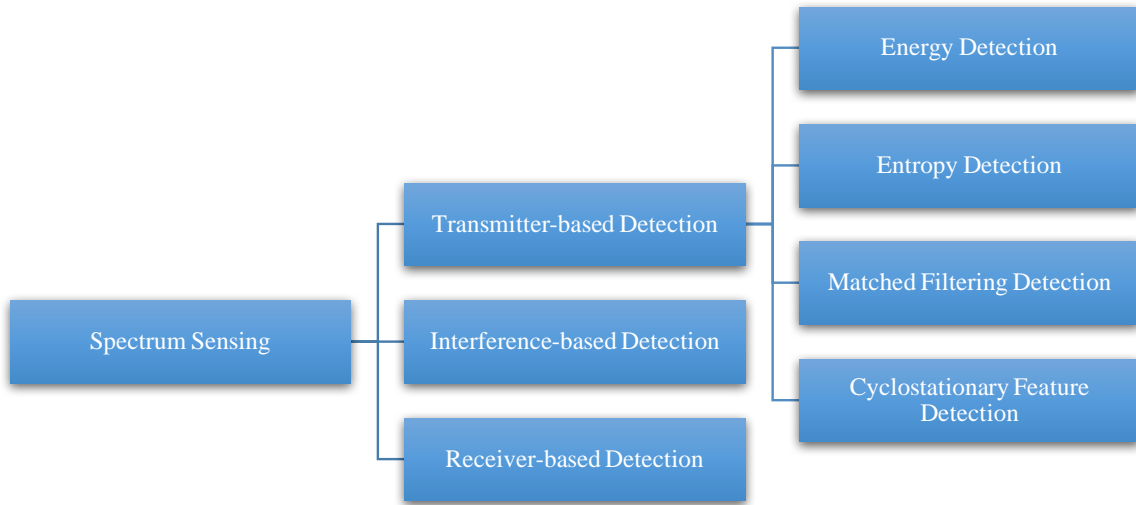 Spectrum Sensing
Transmitter-based Detection
Interference-based Detection
Receiver-based Detection
Energy Detection
Entropy Detection
Matched Filtering Detection
Cyclostationary Feature
Detection